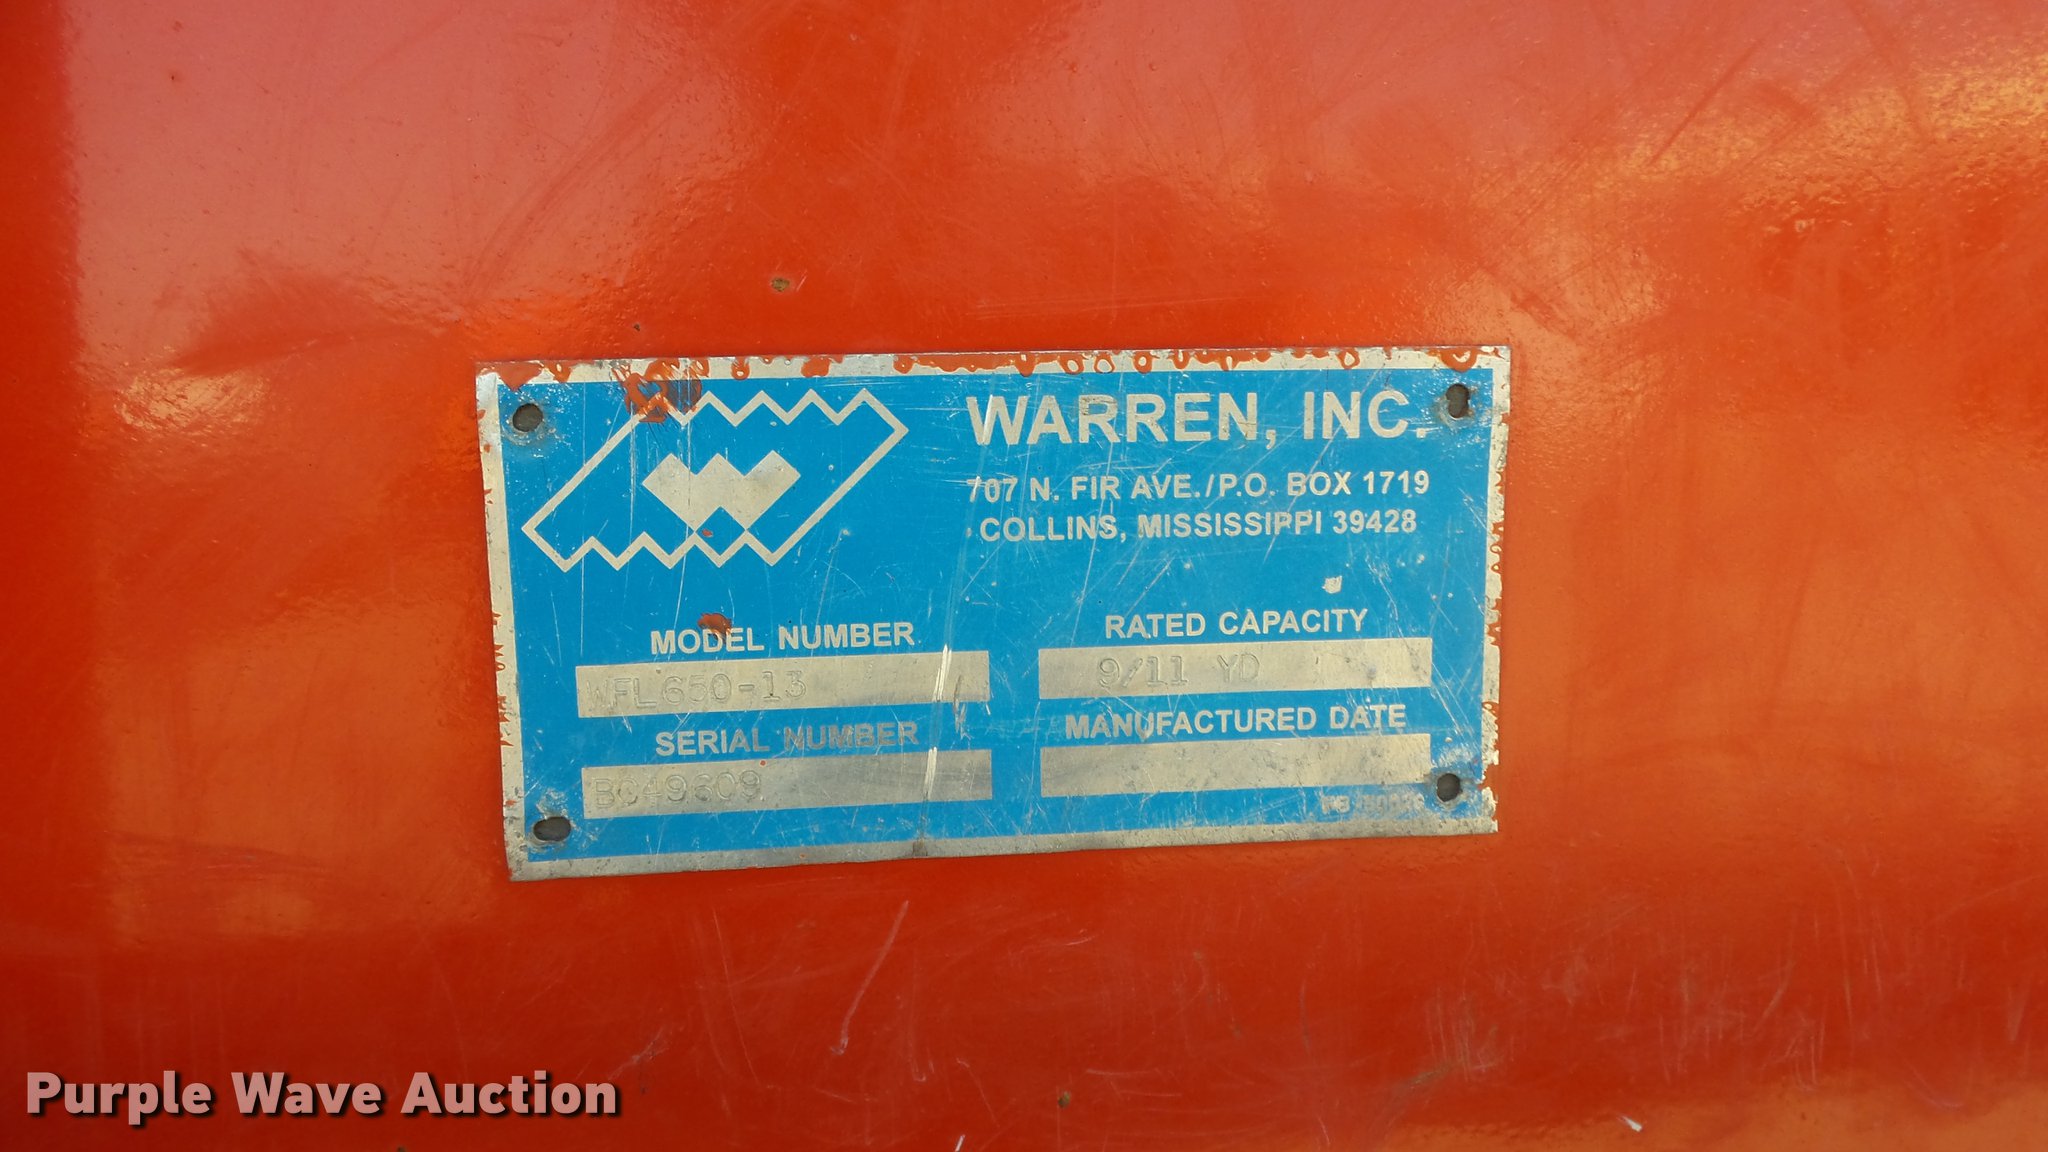 WARREN, INC.
707 N. FIR AVE./P.O. BOX 1719
COLLINS, MISSISSIPPI 39428
MODEL NUMBER
WFL650-13
RATED CAPACITY
9/11 YD
SERIAL NUMBER
BC49609
MANUFACTURED DATE
Purple Wave Auction